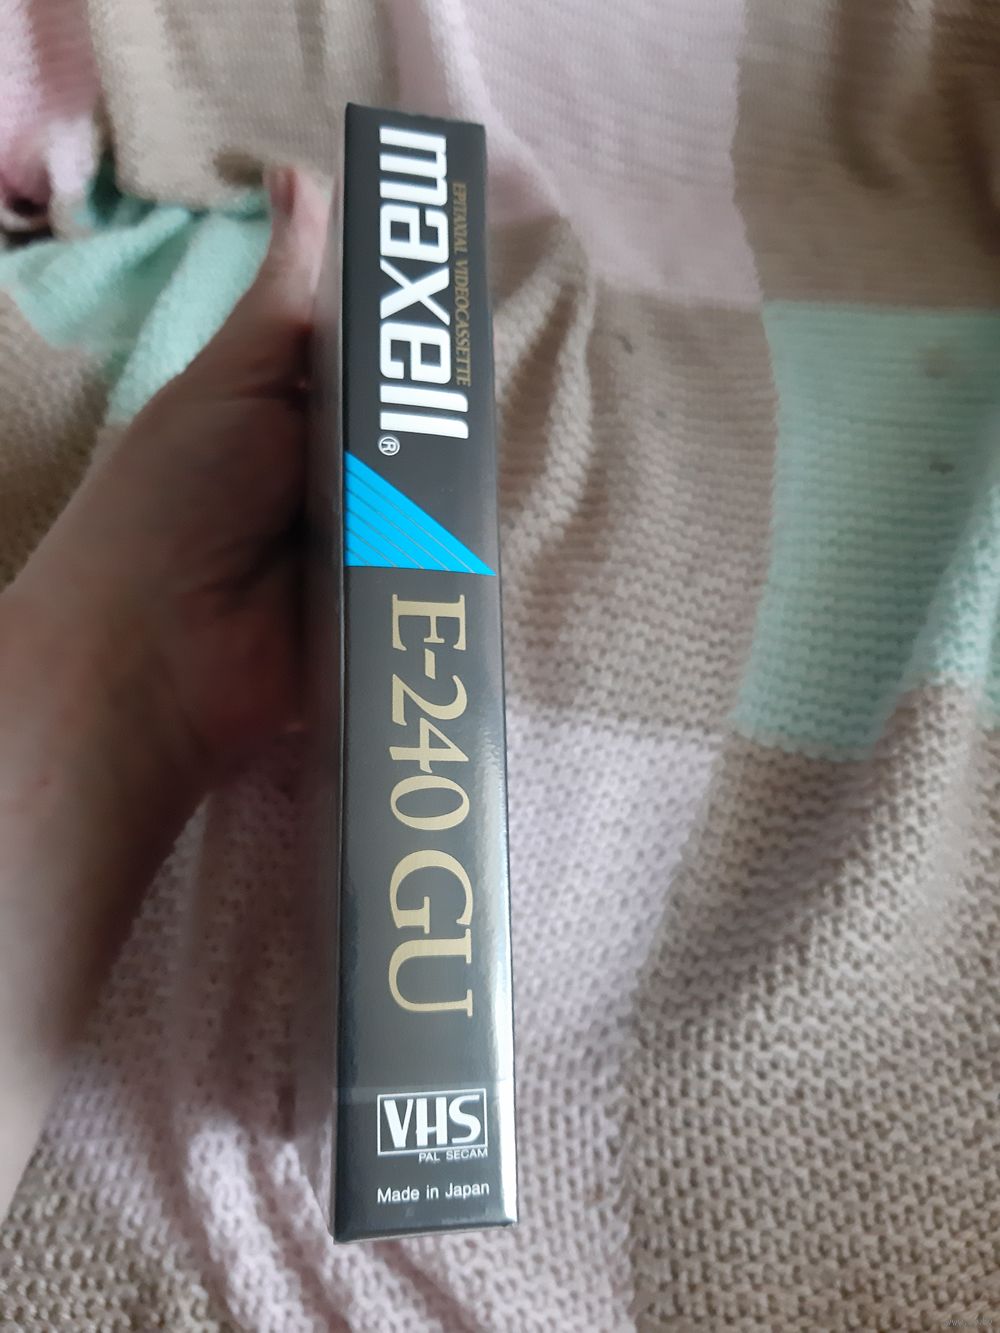 maxell®
EPITAXIAL VIDEOCASSETTE
E-240 GU
VHS
PAL SECAM
Made in Japan